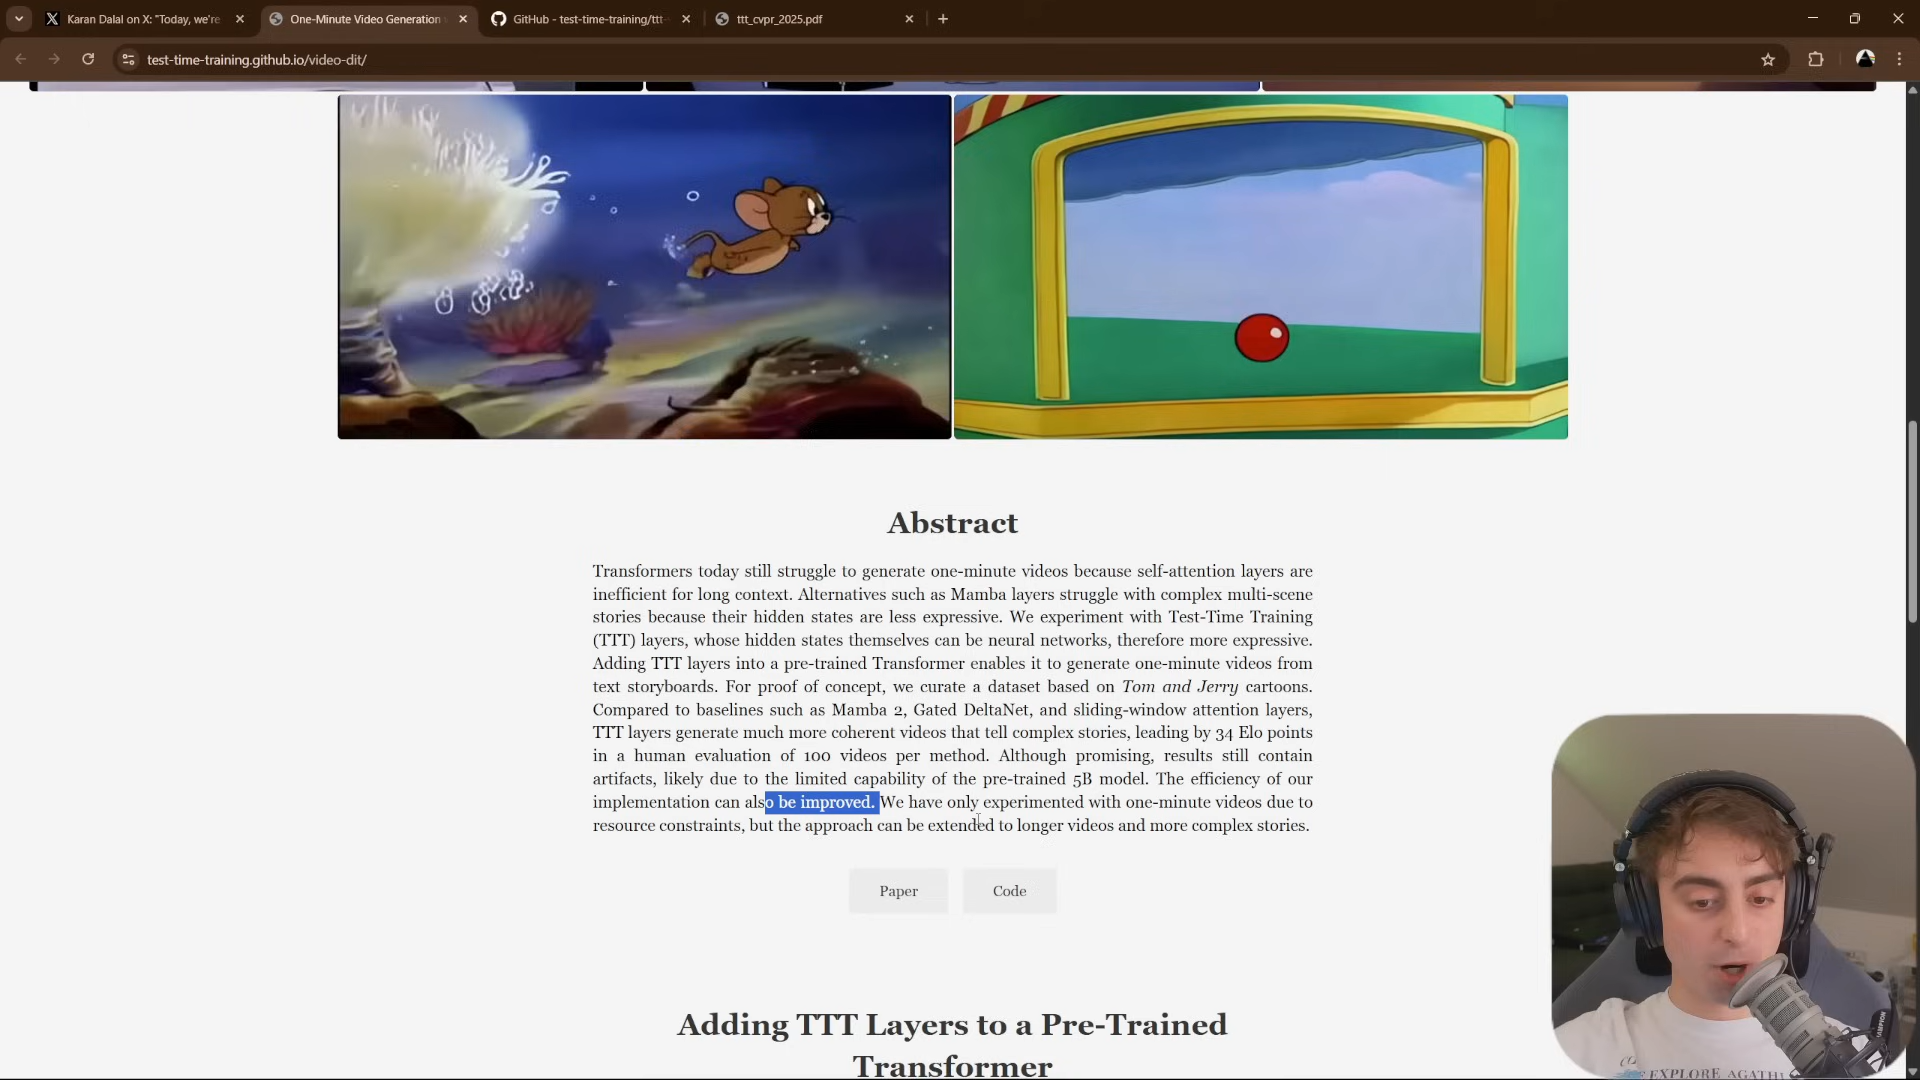 Karan Dalal on X: "Today, we're
One-Minute Video Generation
GitHub - test-time-training/ttt-
ttt_cvpr_2025.pdf
test-time-training.github.io/video-dit/
Abstract
Transformers today still struggle to generate one-minute videos because self-attention layers are
inefficient for long context. Alternatives such as Mamba layers struggle with complex multi-scene
stories because their hidden states are less expressive. We experiment with Test-Time Training
(TTT) layers, whose hidden states themselves can be neural networks, therefore more expressive.
Adding TTT layers into a pre-trained Transformer enables it to generate one-minute videos from
text storyboards. For proof of concept, we curate a dataset based on Tom and Jerry cartoons.
Compared to baselines such as Mamba 2, Gated DeltaNet, and sliding-window attention layers,
TTT layers generate much more coherent videos that tell complex stories, leading by 34 Elo points
in a human evaluation of 100 videos per method. Although promising, results still contain
artifacts, likely due to the limited capability of the pre-trained 5B model. The efficiency of our
implementation can also be improved. We have only experimented with one-minute videos due to
resource constraints, but the approach can be extended to longer videos and more complex stories.
Paper
Code
Adding TTT Layers to a Pre-Trained
Transformer
CHAMPION
EXPLORE AGATHI